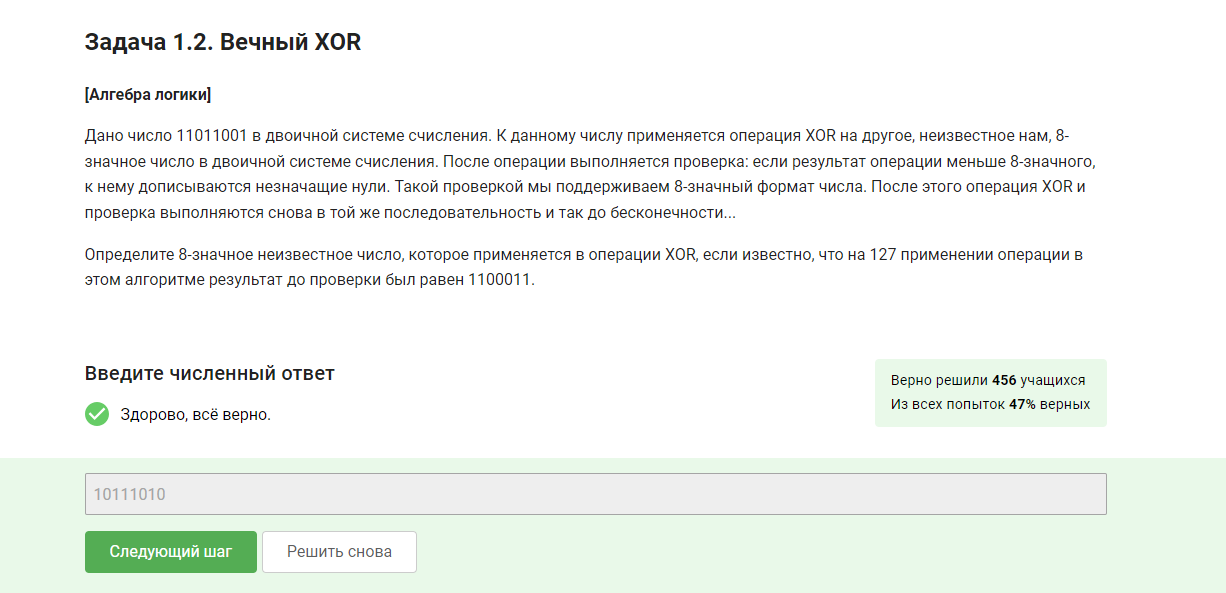 Задача 1.2. Вечный XOR
[Алгебра логики]
Дано число 11011001 в двоичной системе счисления. К данному числу применяется операция XOR на другое, неизвестное нам, 8-
значное число в двоичной системе счисления. После операции выполняется проверка: если результат операции меньше 8-значного,
к нему дописываются незначащие нули. Такой проверкой мы поддерживаем 8-значный формат числа. После этого операция XOR и
проверка выполняются снова в той же последовательность и так до бесконечности...
Определите 8-значное неизвестное число, которое применяется в операции XOR, если известно, что на 127 применении операции в
этом алгоритме результат до проверки был равен 1100011.
Введите численный ответ
Здорово, всё верно.
Верно решили 456 учащихся
Из всех попыток 47% верных
10111010
Следующий шаг
Решить снова